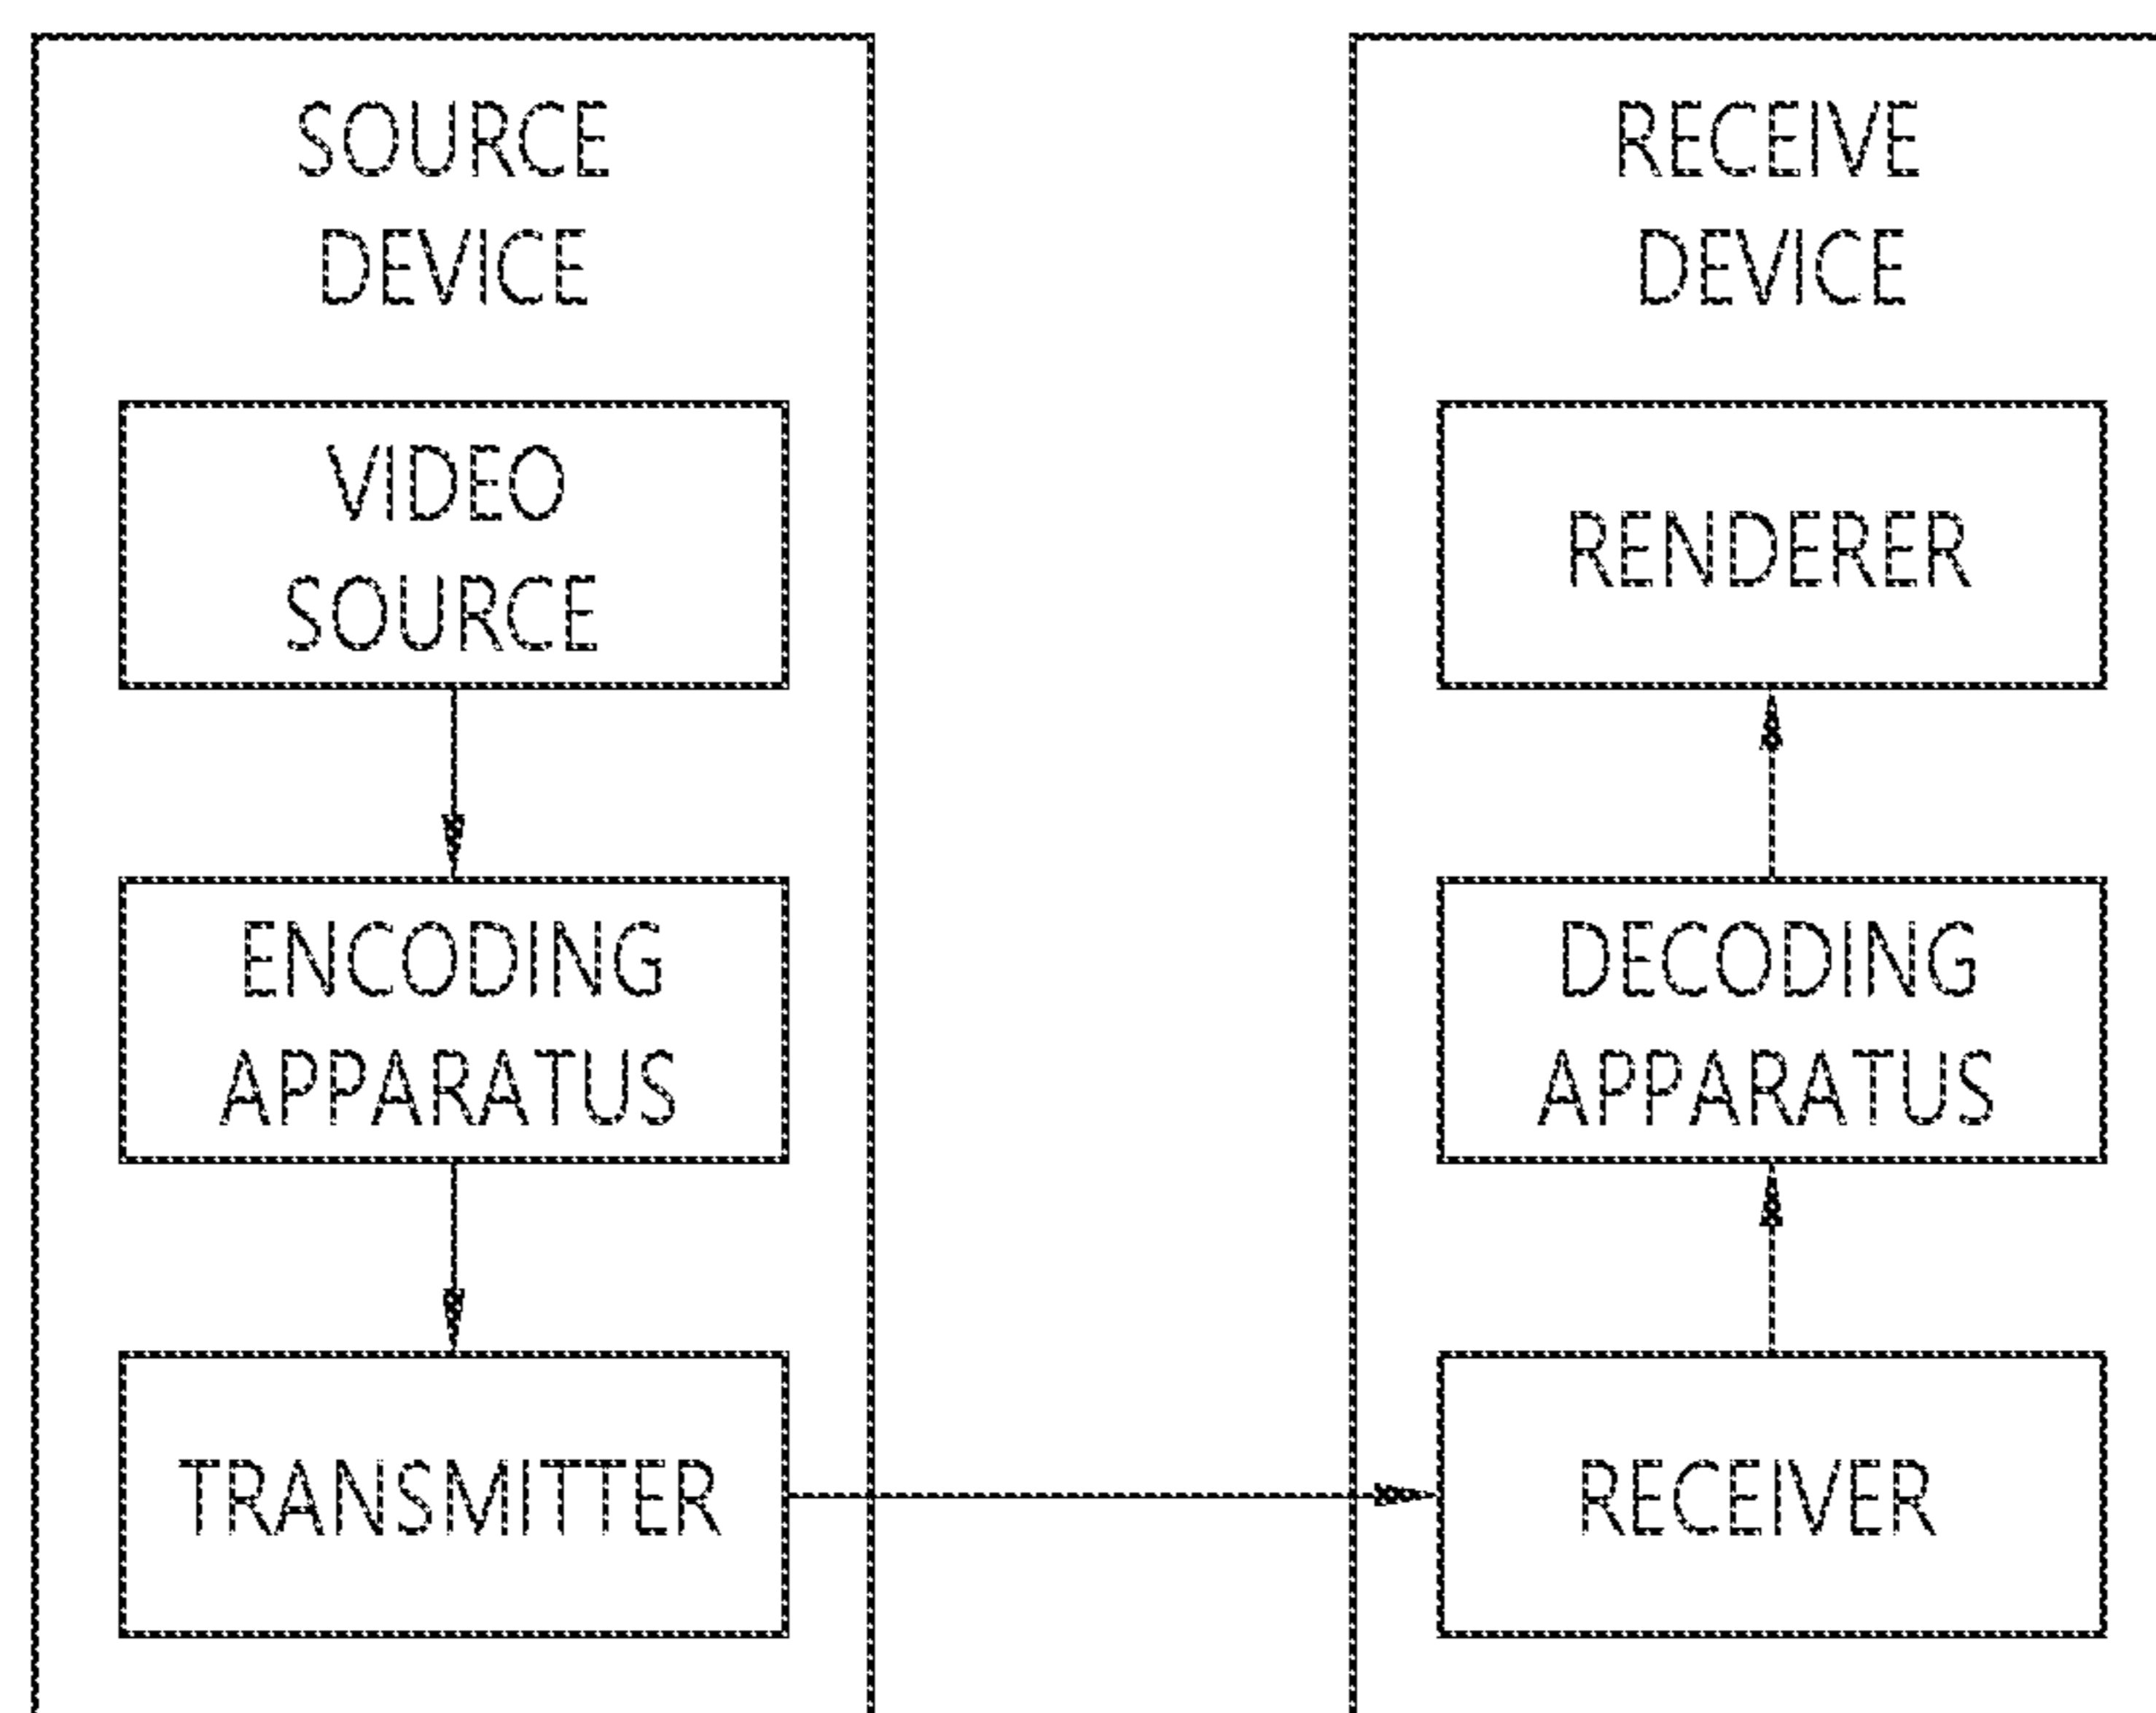 SOURCE
DEVICE
VIDEO
SOURCE
ENCODING
APPARATUS
TRANSMITTER
RECEIVE
DEVICE
RENDERER
DECODING
APPARATUS
RECEIVER